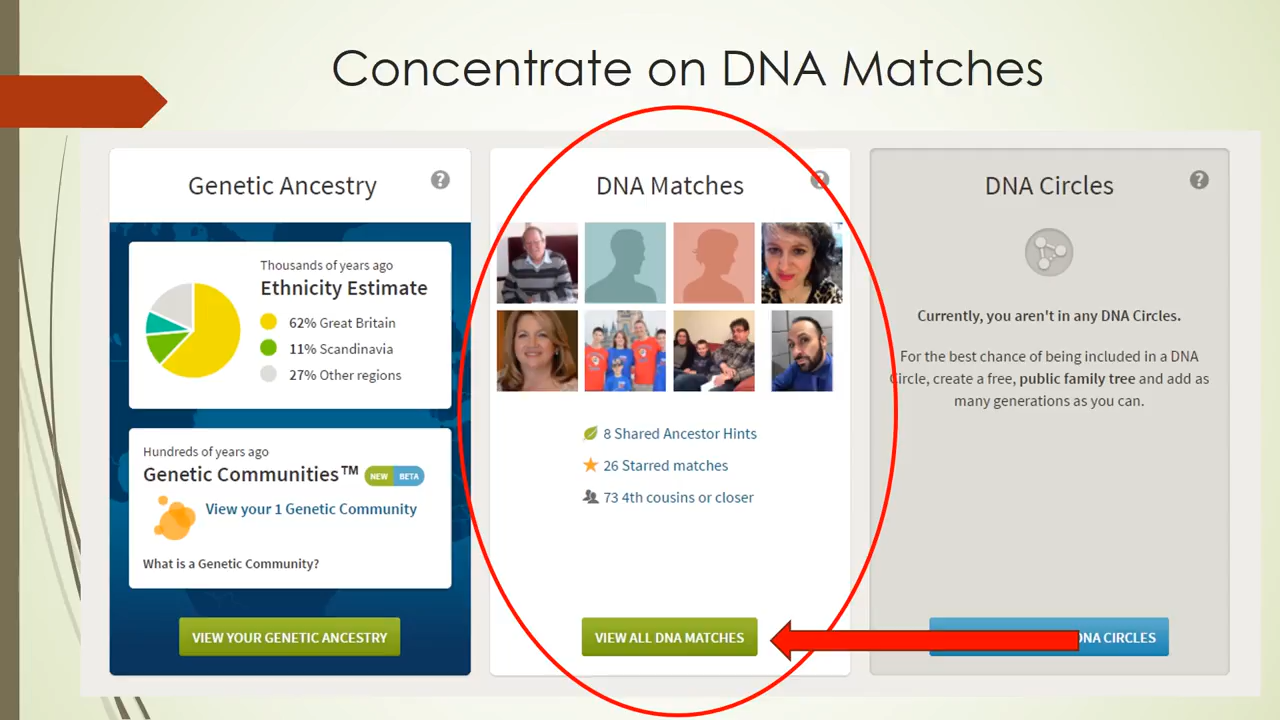 Concentrate on DNA Matches
Genetic Ancestry
?
Thousands of years ago
Ethnicity Estimate
62% Great Britain
11% Scandinavia
27% Other regions
Hundreds of years ago
Genetic Communities™ NEW BETA
View your 1 Genetic Community
What is a Genetic Community?
VIEW YOUR GENETIC ANCESTRY
DNA Matches
?
8 Shared Ancestor Hints
26 Starred matches
73 4th cousins or closer
VIEW ALL DNA MATCHES
DNA Circles
?
Currently, you aren't in any DNA Circles.
For the best chance of being included in a DNA
Circle, create a free, public family tree and add as
many generations as you can.
DNA CIRCLES